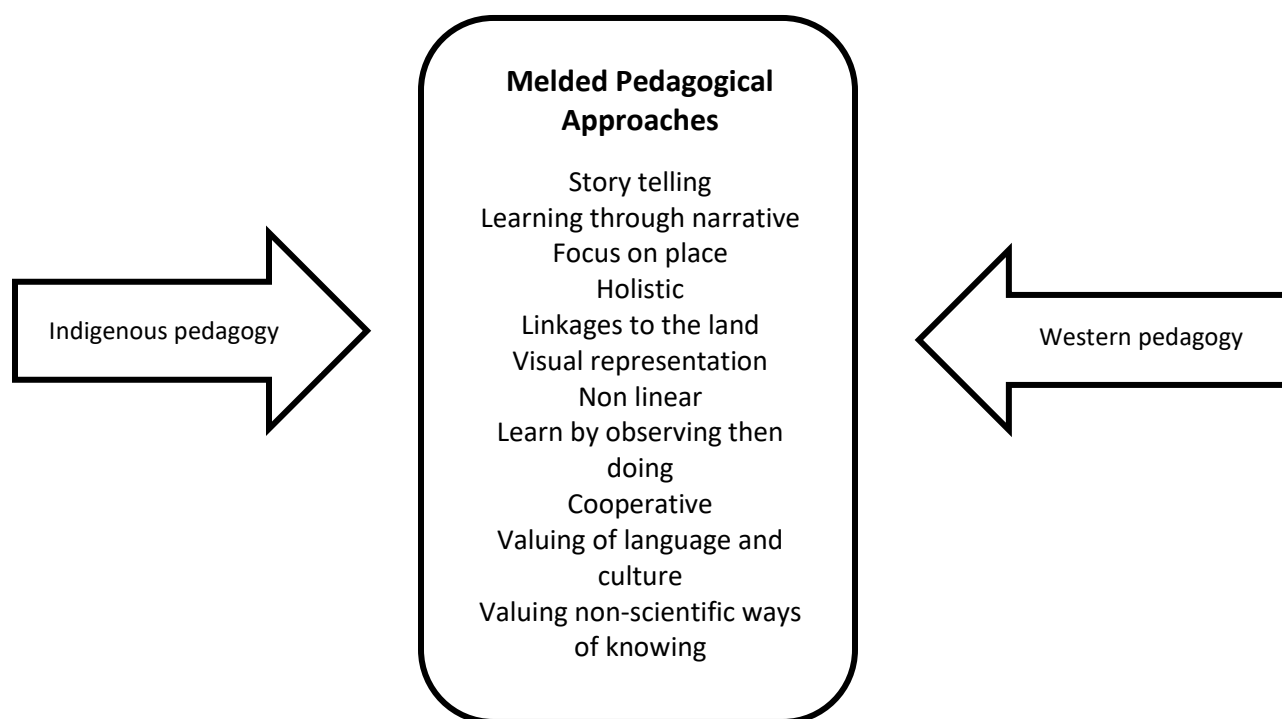 Melded Pedagogical
Approaches
Story telling
Learning through narrative
Focus on place
Holistic
Linkages to the land
Visual representation
Non linear
Learn by observing then
doing
Cooperative
Valuing of language and
culture
Valuing non-scientific ways
of knowing
Indigenous pedagogy
Western pedagogy